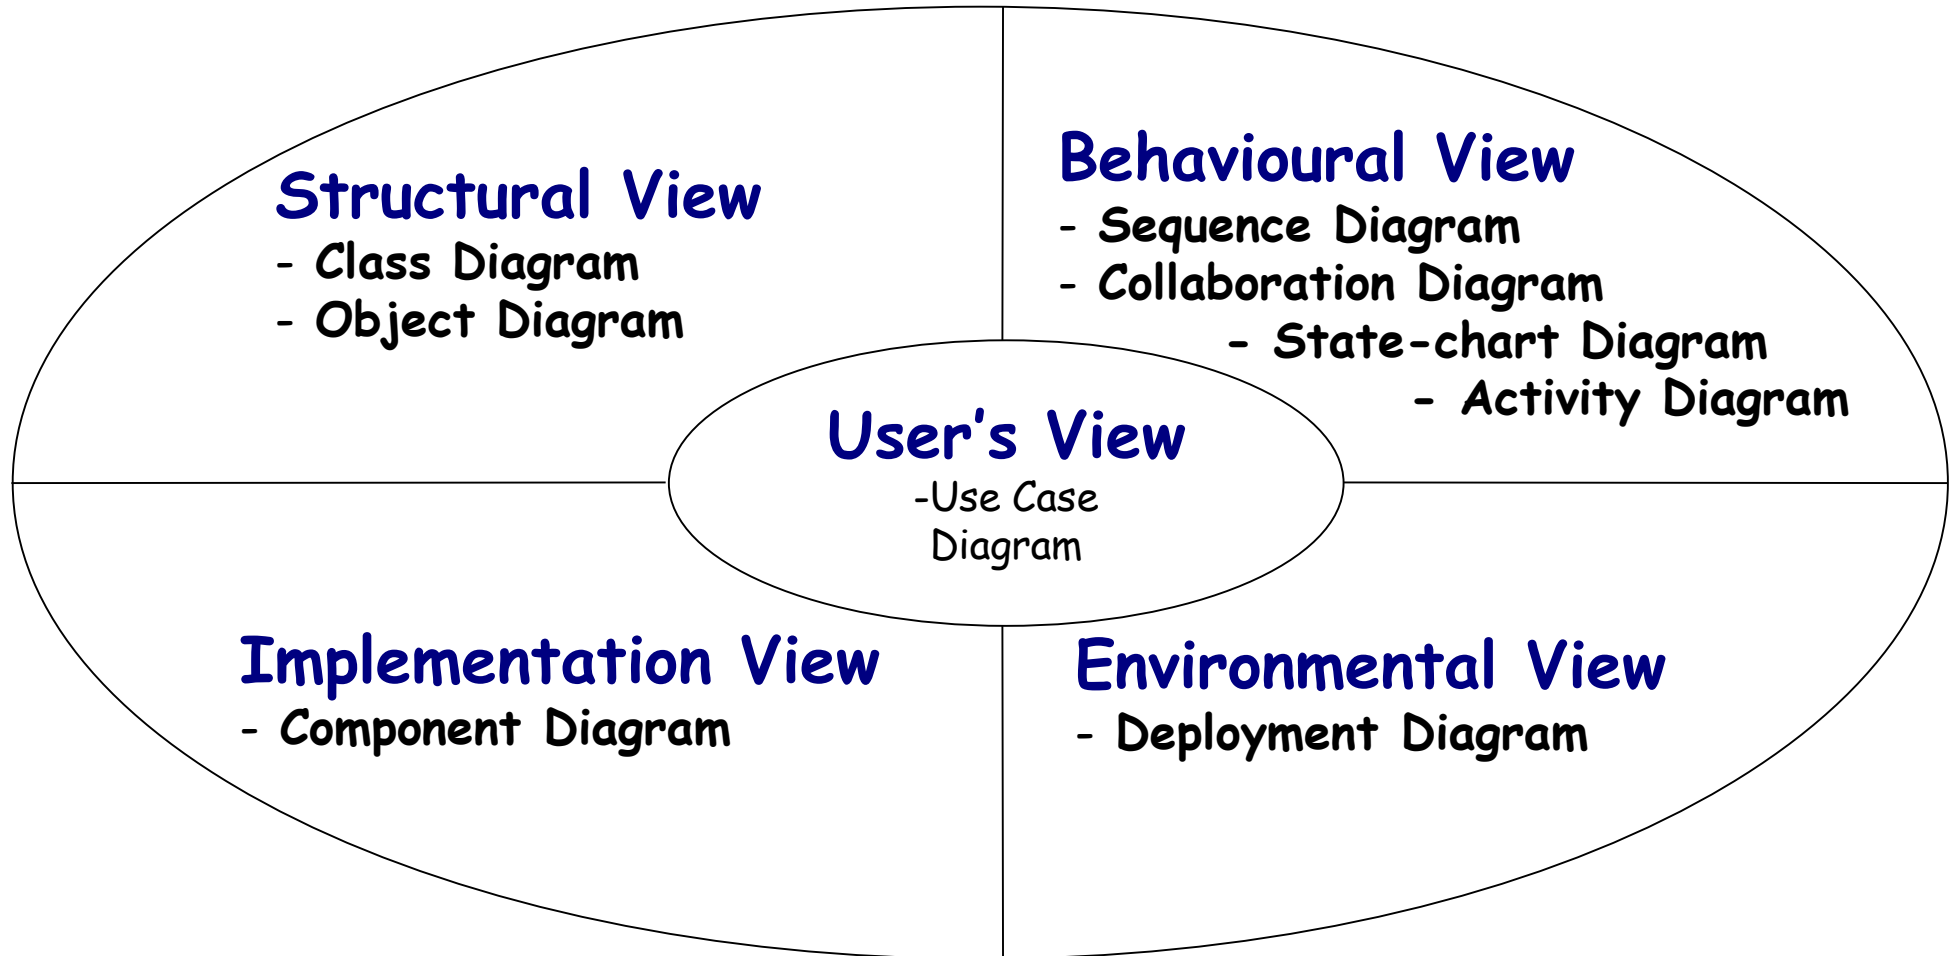 Structural View
- Class Diagram
- Object Diagram
Behavioural View
- Sequence Diagram
- Collaboration Diagram
- State-chart Diagram
- Activity Diagram
User’s View
-Use Case
Diagram
Implementation View
- Component Diagram
Environmental View
- Deployment Diagram